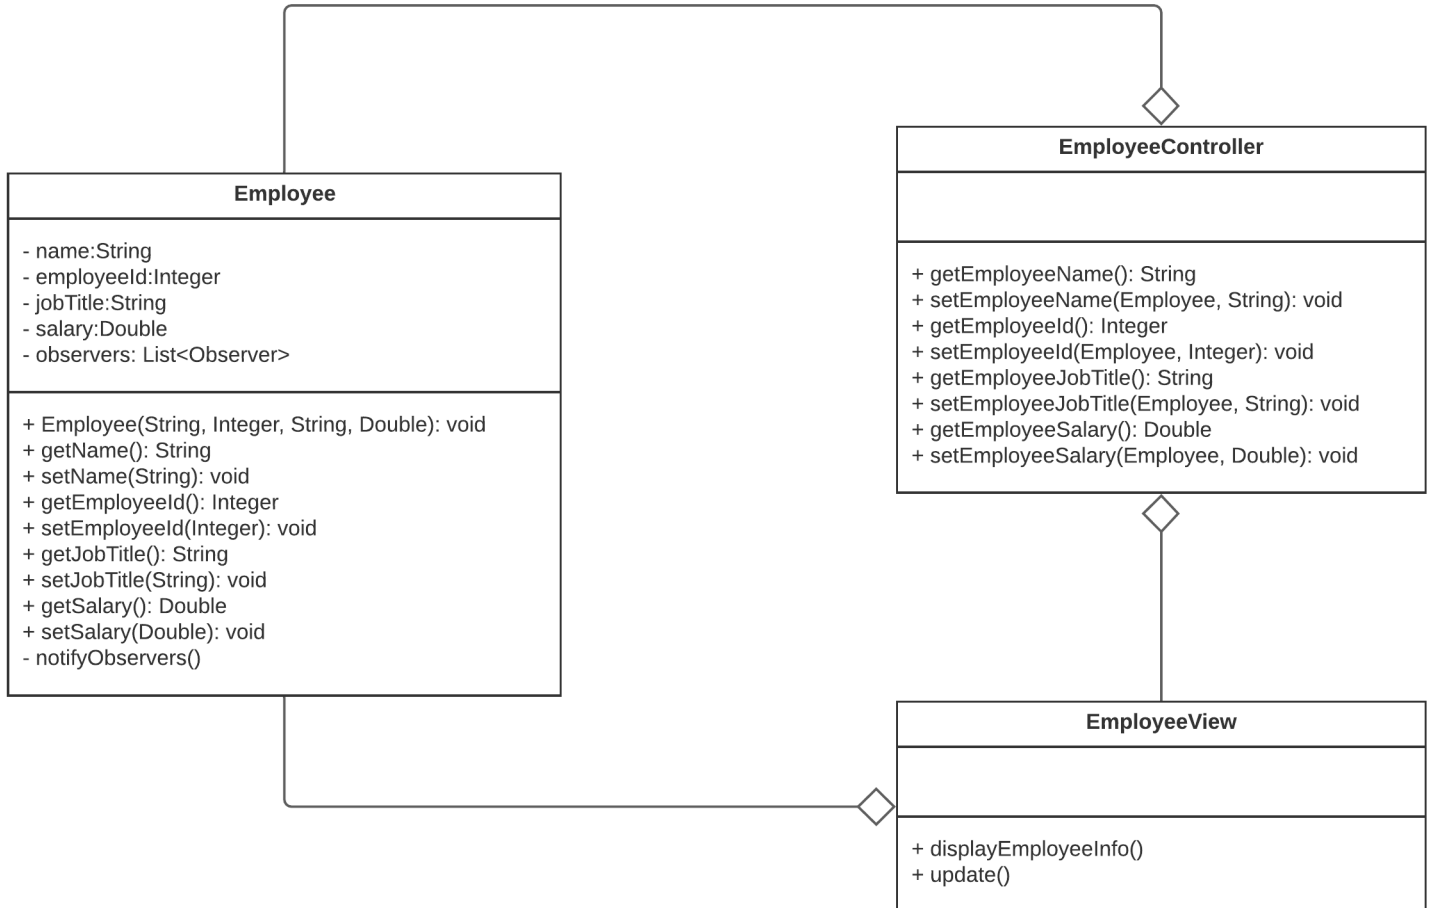 Employee
- name:String
- employeeId:Integer
- jobTitle:String
- salary:Double
- observers: List<Observer>
+ Employee(String, Integer, String, Double): void
+ getName(): String
+ setName(String): void
+ getEmployeeId(): Integer
+ setEmployeeId(Integer): void
+ getJobTitle(): String
+ setJobTitle(String): void
+ getSalary(): Double
+ setSalary(Double): void
- notifyObservers()
EmployeeController
+ getEmployeeName(): String
+ setEmployeeName(Employee, String): void
+ getEmployeeId(): Integer
+ setEmployeeId(Employee, Integer): void
+ getEmployeeJobTitle(): String
+ setEmployeeJobTitle(Employee, String): void
+ getEmployeeSalary(): Double
+ setEmployeeSalary(Employee, Double): void
EmployeeView
+ displayEmployeeInfo()
+ update()